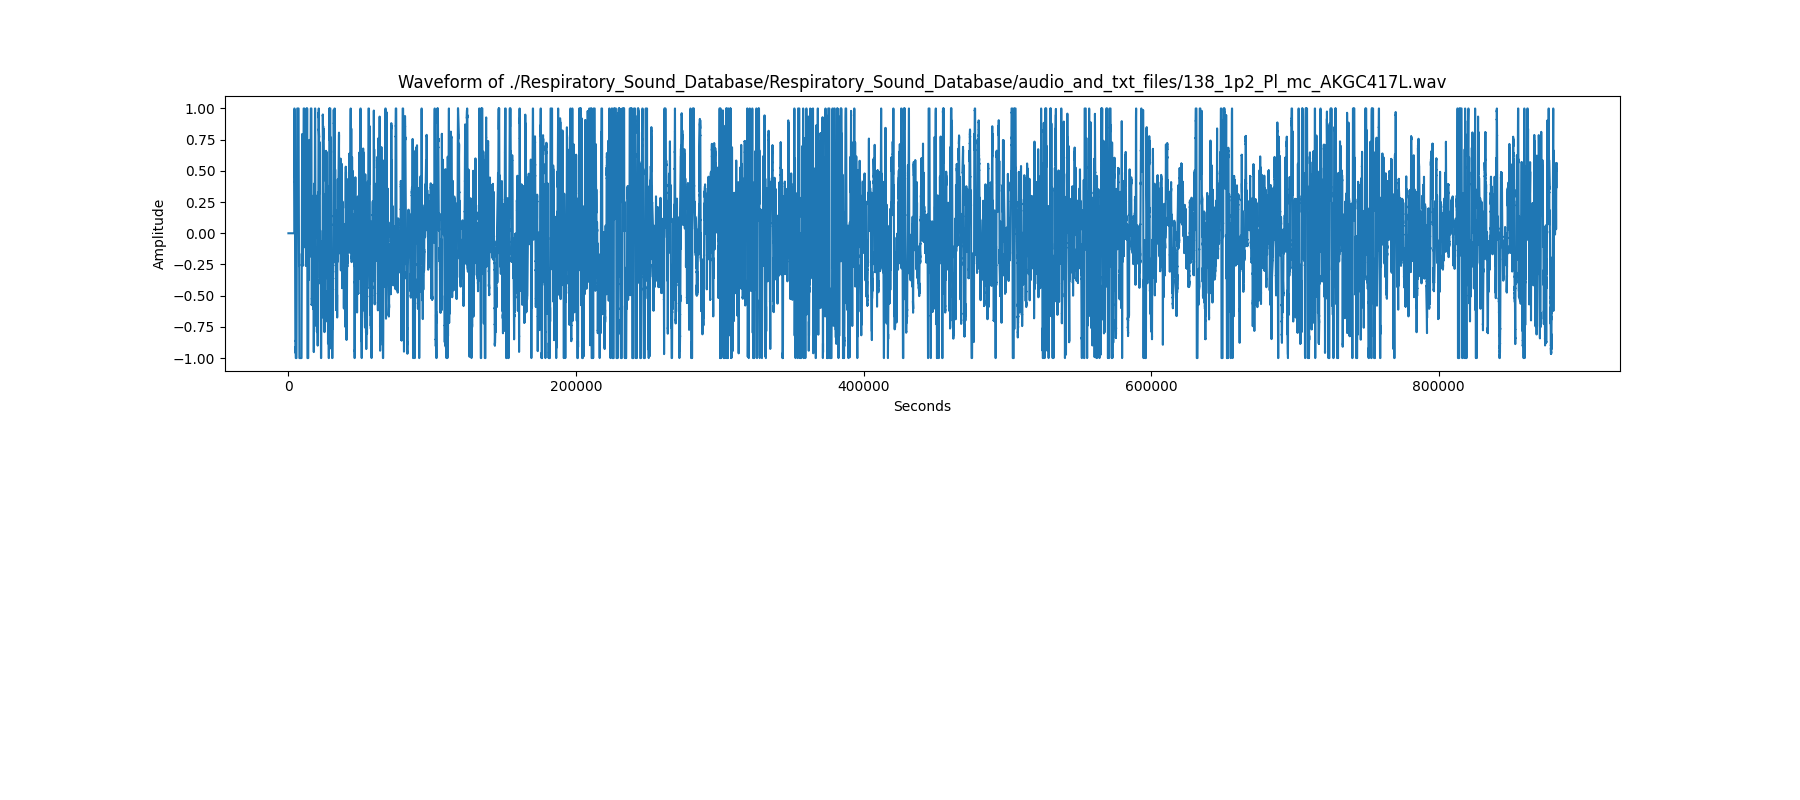 Waveform of ./Respiratory_Sound_Database/Respiratory_Sound_Database/audio_and_txt_files/138_1p2_Pl_mc_AKGC417L.wav
1.00
0.75
0.50
0.25
0.00
−0.25
−0.50
−0.75
−1.00
Amplitude
0 200000 400000 600000 800000
Seconds